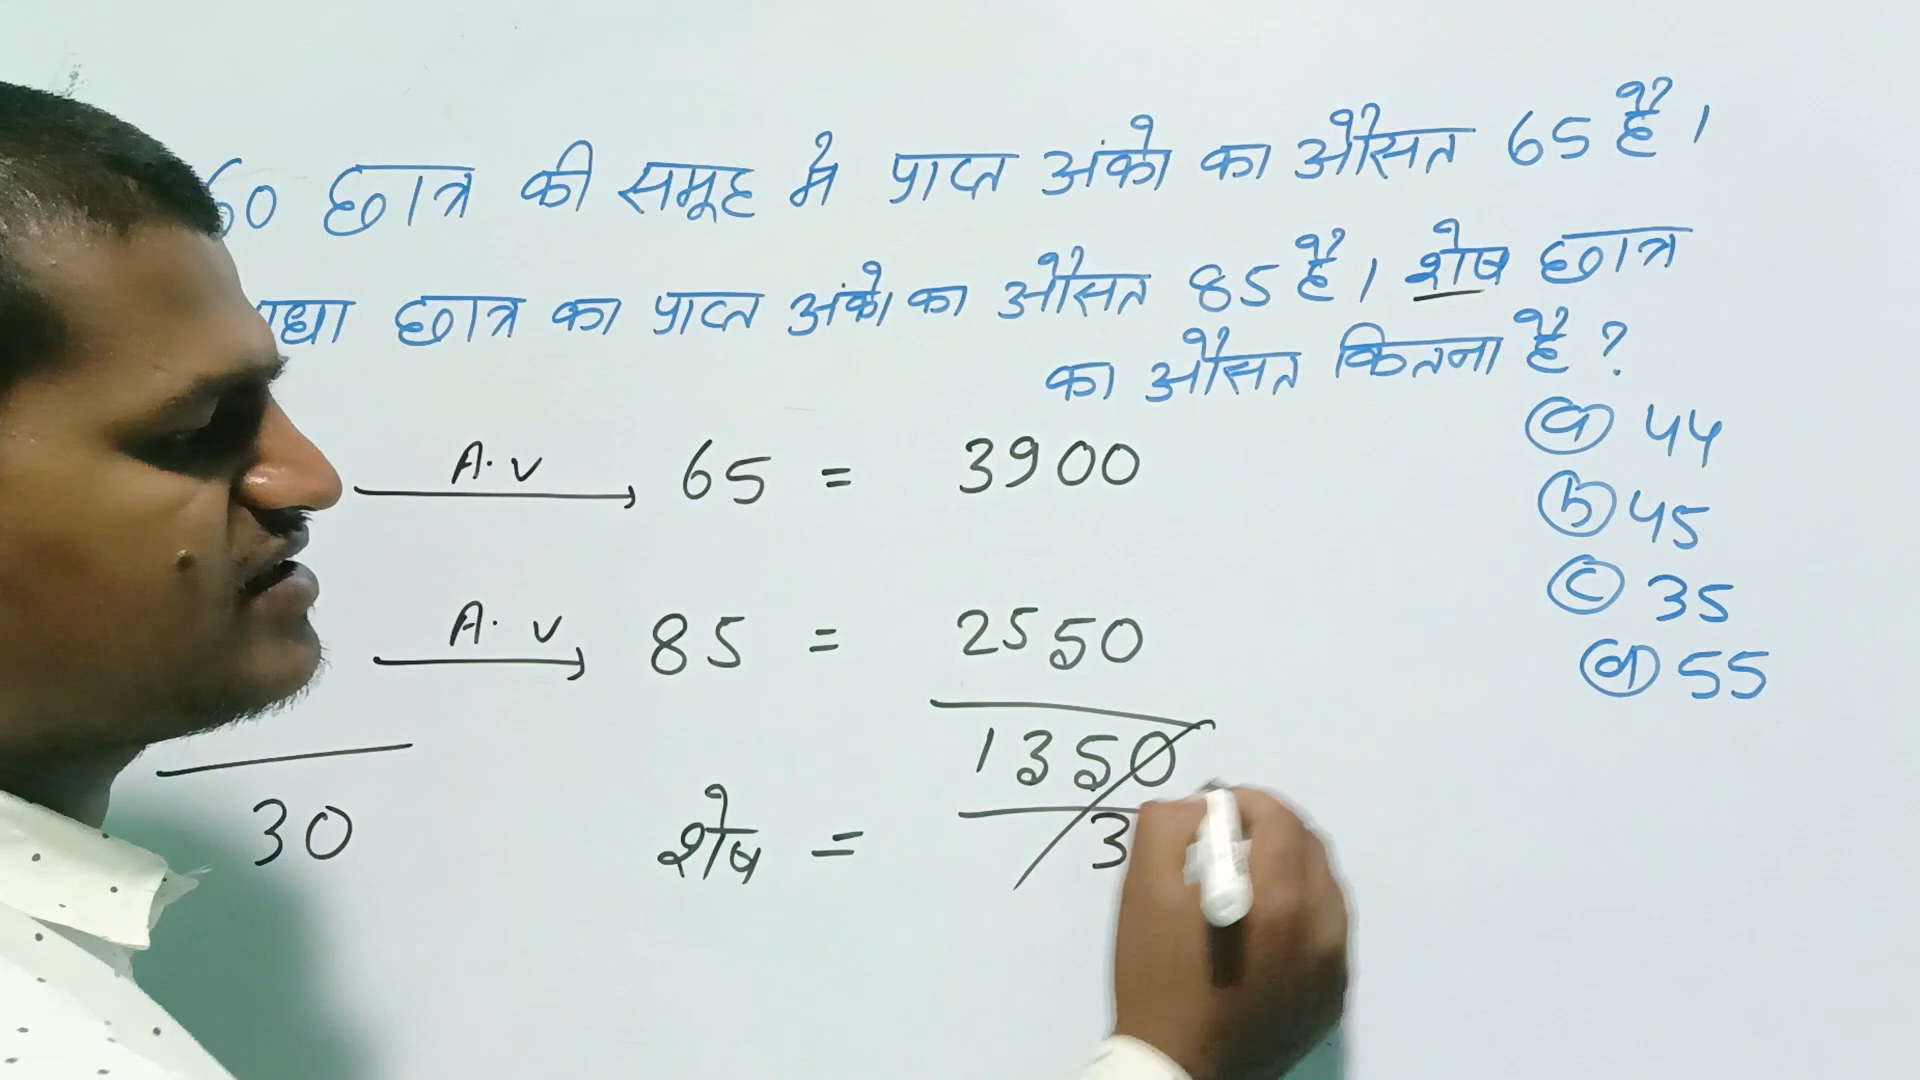 60 छात्र की समूह मे प्राप्त अंको का औसत 65 है।
छात्र का प्राप्त अंको का औसत 85 है। शेष छात्र
का औसत कितना है ?
(a) 44
(b) 45
(c) 35
(d) 55
A.v 65 = 3900
A.v 85 = 2550
1350
30 शेष = 3